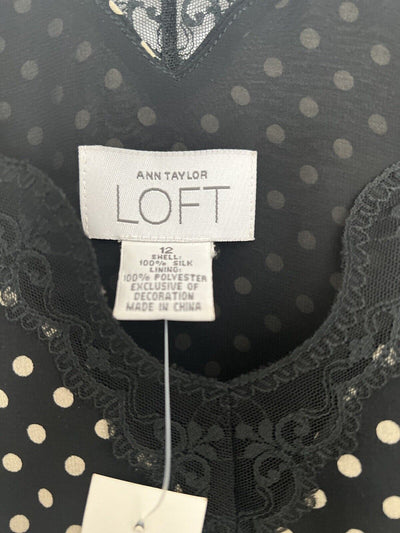 ANN TAYLOR
LOFT
12
SHELL:
100% SILK
LINING:
100% POLYESTER
EXCLUSIVE OF
DECORATION
MADE IN CHINA